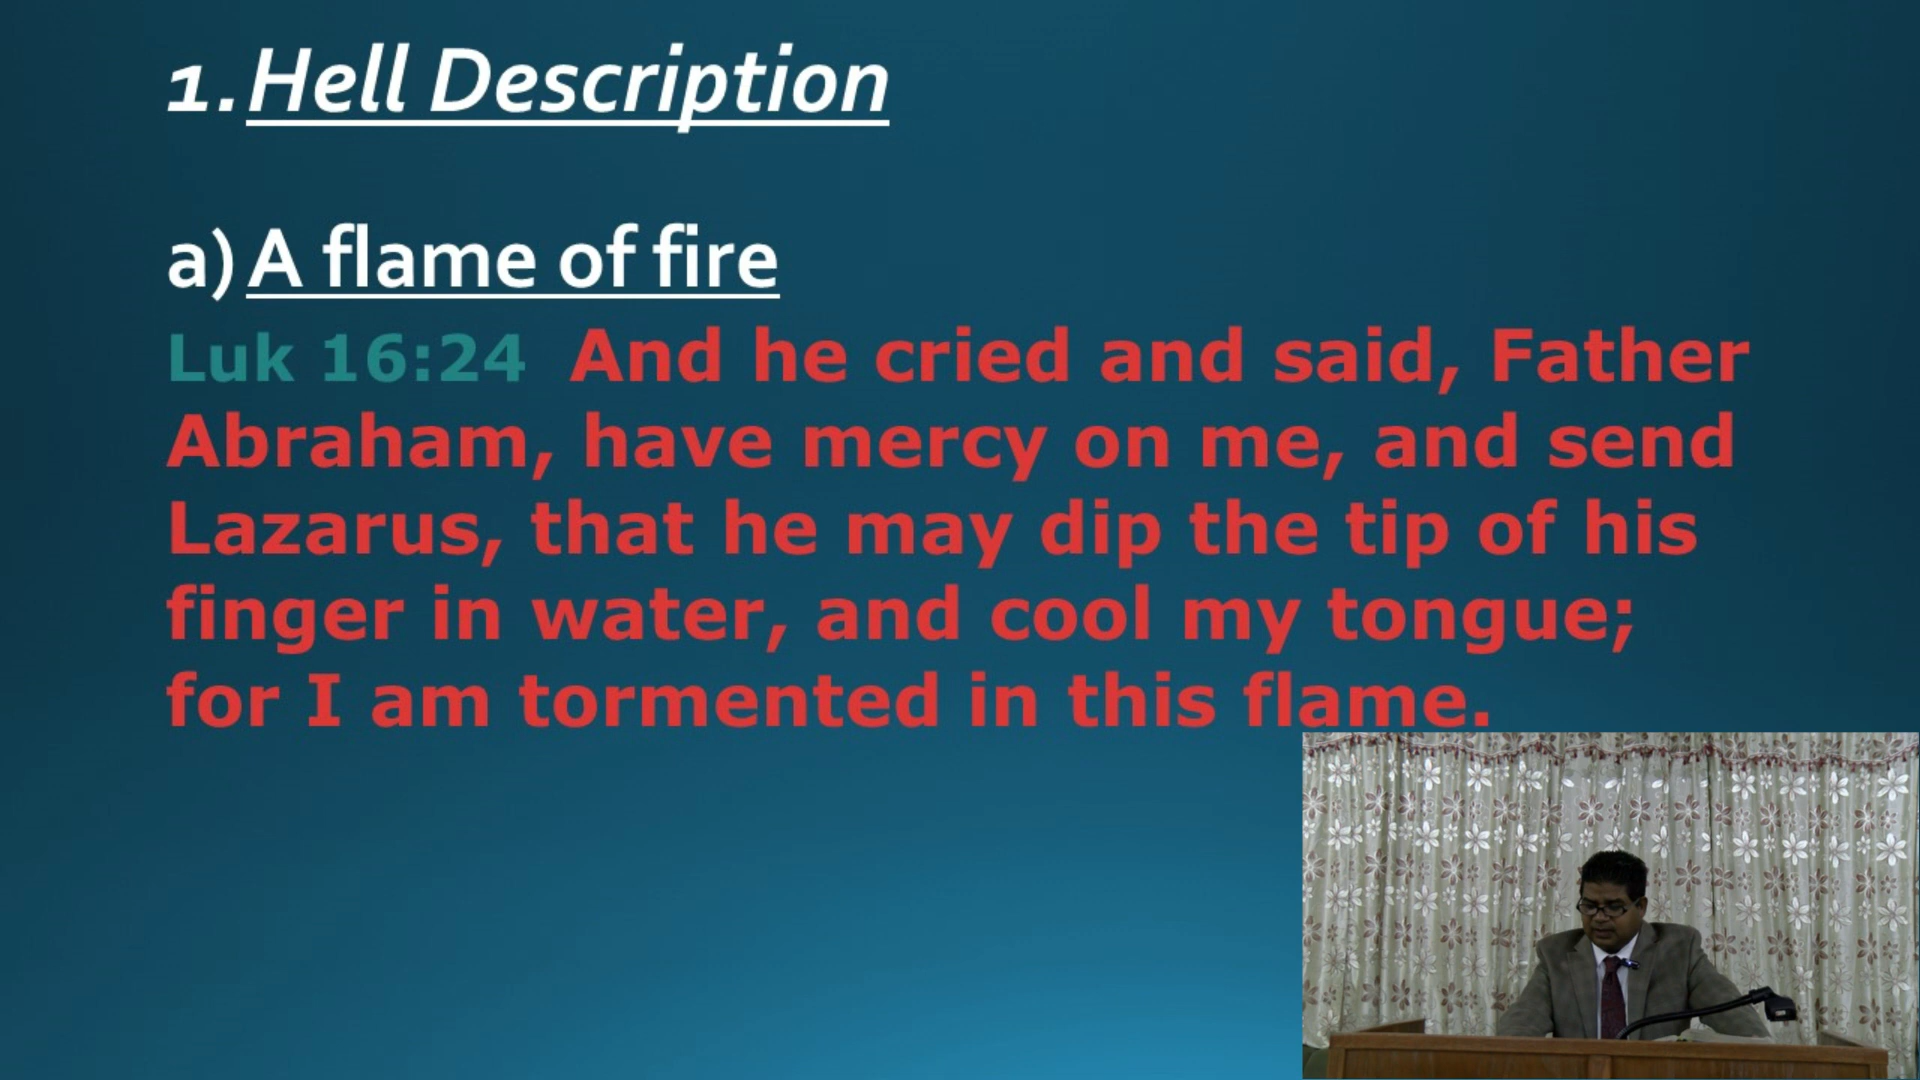 1. Hell Description
a) A flame of fire
Luk 16:24 And he cried and said, Father
Abraham, have mercy on me, and send
Lazarus, that he may dip the tip of his
finger in water, and cool my tongue;
for I am tormented in this flame.